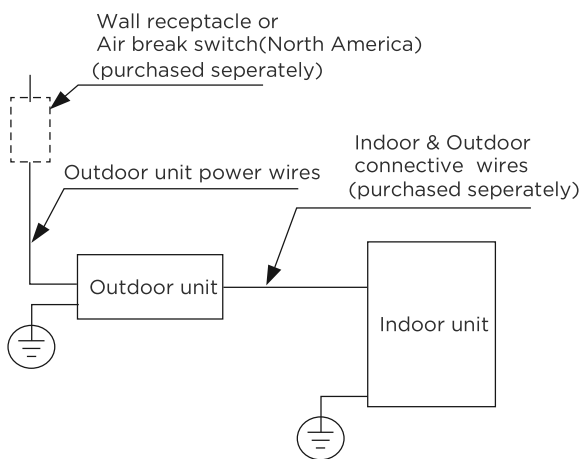 Wall receptacle or
Air break switch(North America)
(purchased seperately)
Indoor & Outdoor
connective wires
(purchased seperately)
Outdoor unit power wires
Outdoor unit
Indoor unit